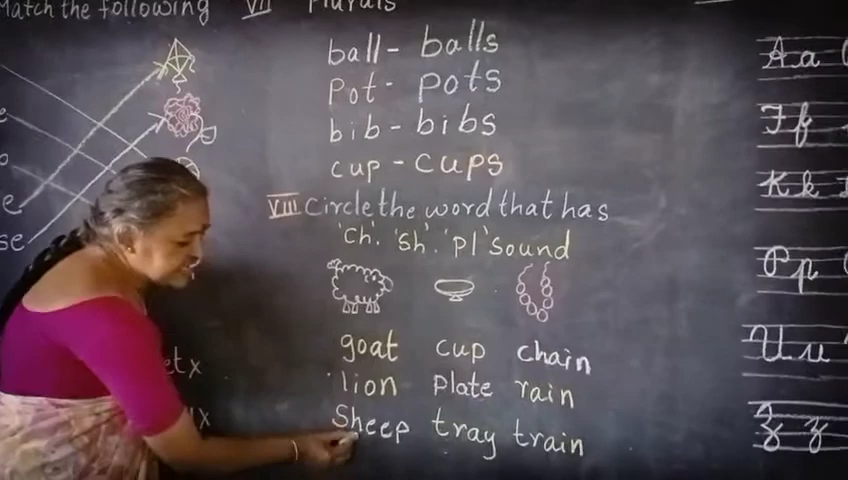 Match the following
VII Plurals
ball - balls
Pot - pots
bib - bibs
cup - cups
VIII Circle the word that has
'ch'. 'sh'. 'pl' sound
goat cup chain
lion plate rain
Sheep tray train
Aa
Ff
Kk
Pp
Uu
Zz